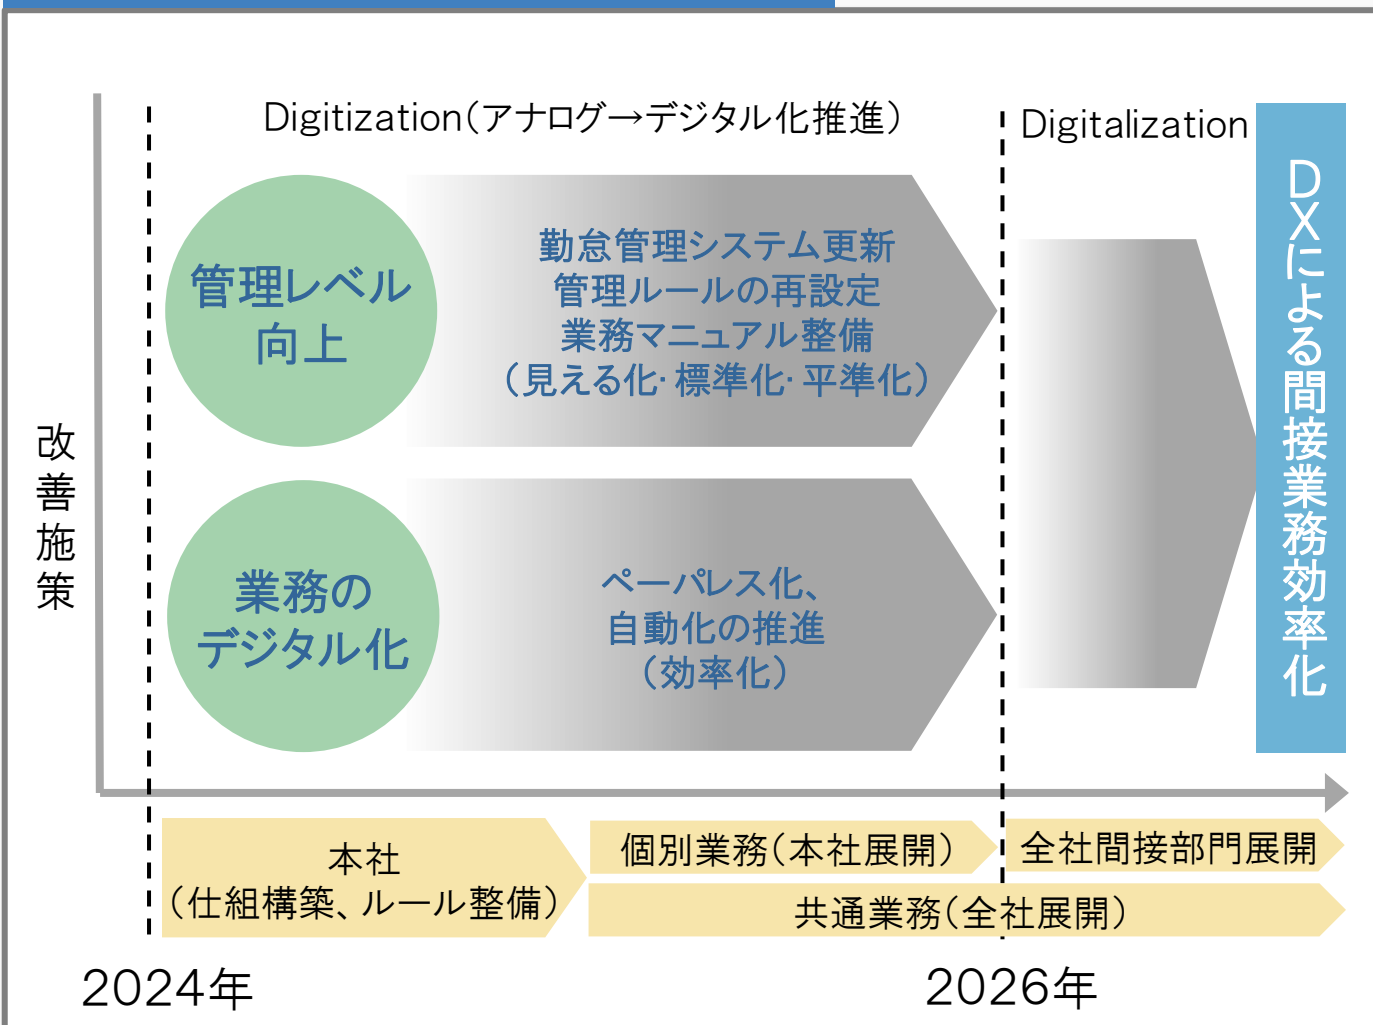 Digitization(アナログ→デジタル化推進)
Digitalization
管理レベル
向上
勤怠管理システム更新
管理ルールの再設定
業務マニュアル整備
(見える化・標準化・平準化)
業務の
デジタル化
ペーパレス化、
自動化の推進
(効率化)
DXによる間接業務効率化
改善施策
本社
(仕組構築、ルール整備)
個別業務(本社展開)
全社間接部門展開
共通業務(全社展開)
2024年
2026年